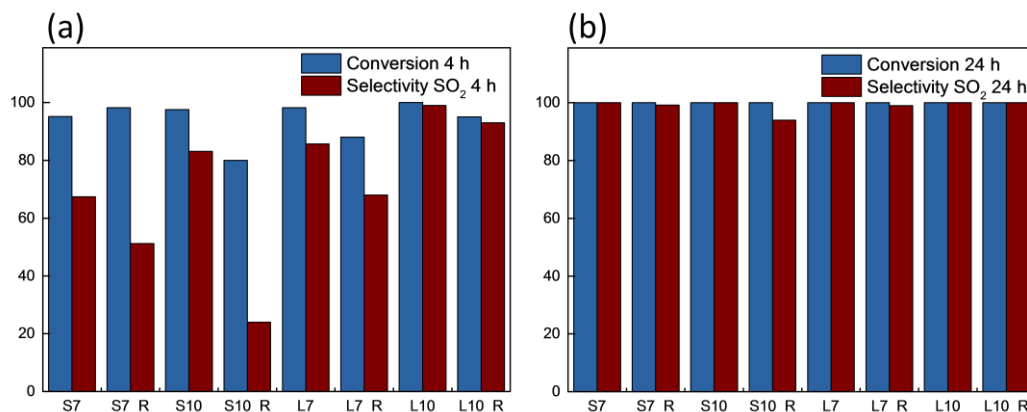 (a)
Conversion 4 h
Selectivity SO₂ 4 h
100
80
60
40
20
0
S7 S7 R S10 S10 R L7 L7 R L10 L10 R
(b)
Conversion 24 h
Selectivity SO₂ 24 h
100
80
60
40
20
0
S7 S7 R S10 S10 R L7 L7 R L10 L10 R